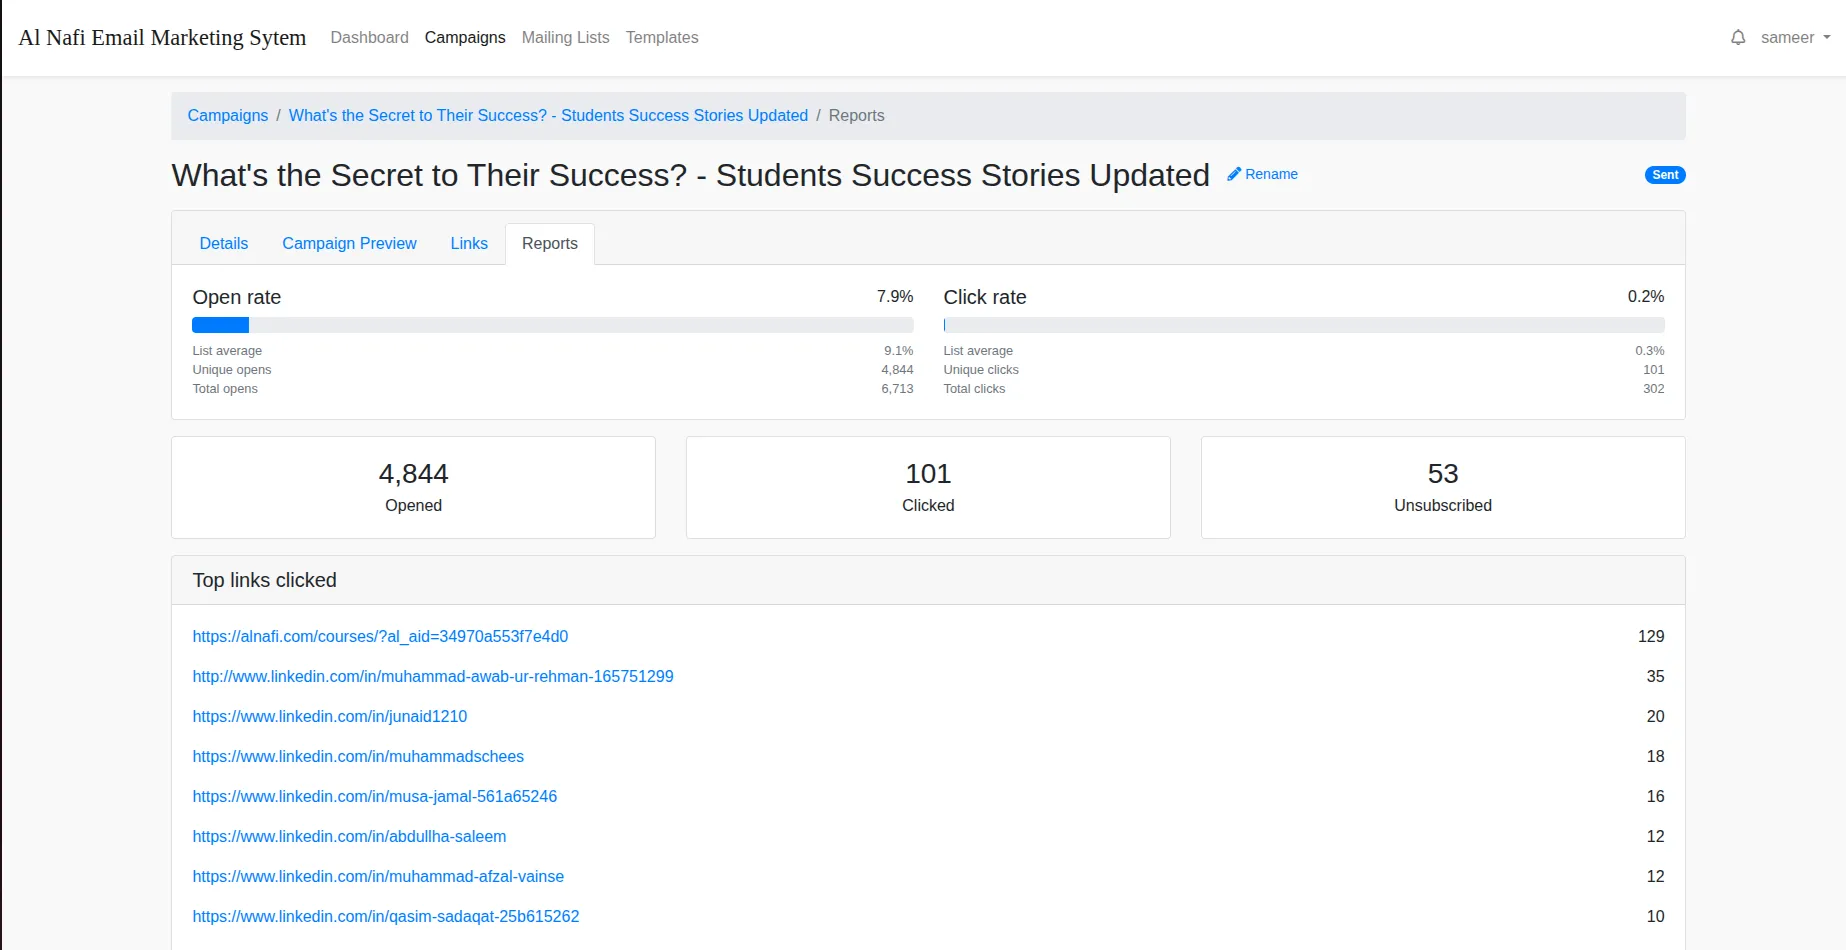 Al Nafi Email Marketing Sytem Dashboard Campaigns Mailing Lists Templates sameer
Campaigns / What's the Secret to Their Success? - Students Success Stories Updated / Reports
What's the Secret to Their Success? - Students Success Stories Updated Rename Sent
Details Campaign Preview Links Reports
Open rate 7.9%
List average 9.1%
Unique opens 4,844
Total opens 6,713
Click rate 0.2%
List average 0.3%
Unique clicks 101
Total clicks 302
4,844
Opened
101
Clicked
53
Unsubscribed
Top links clicked
https://alnafi.com/courses/?al_aid=34970a553f7e4d0 129
http://www.linkedin.com/in/muhammad-awab-ur-rehman-165751299 35
https://www.linkedin.com/in/junaid1210 20
https://www.linkedin.com/in/muhammadschees 18
https://www.linkedin.com/in/musa-jamal-561a65246 16
https://www.linkedin.com/in/abdullha-saleem 12
https://www.linkedin.com/in/muhammad-afzal-vainse 12
https://www.linkedin.com/in/qasim-sadaqat-25b615262 10